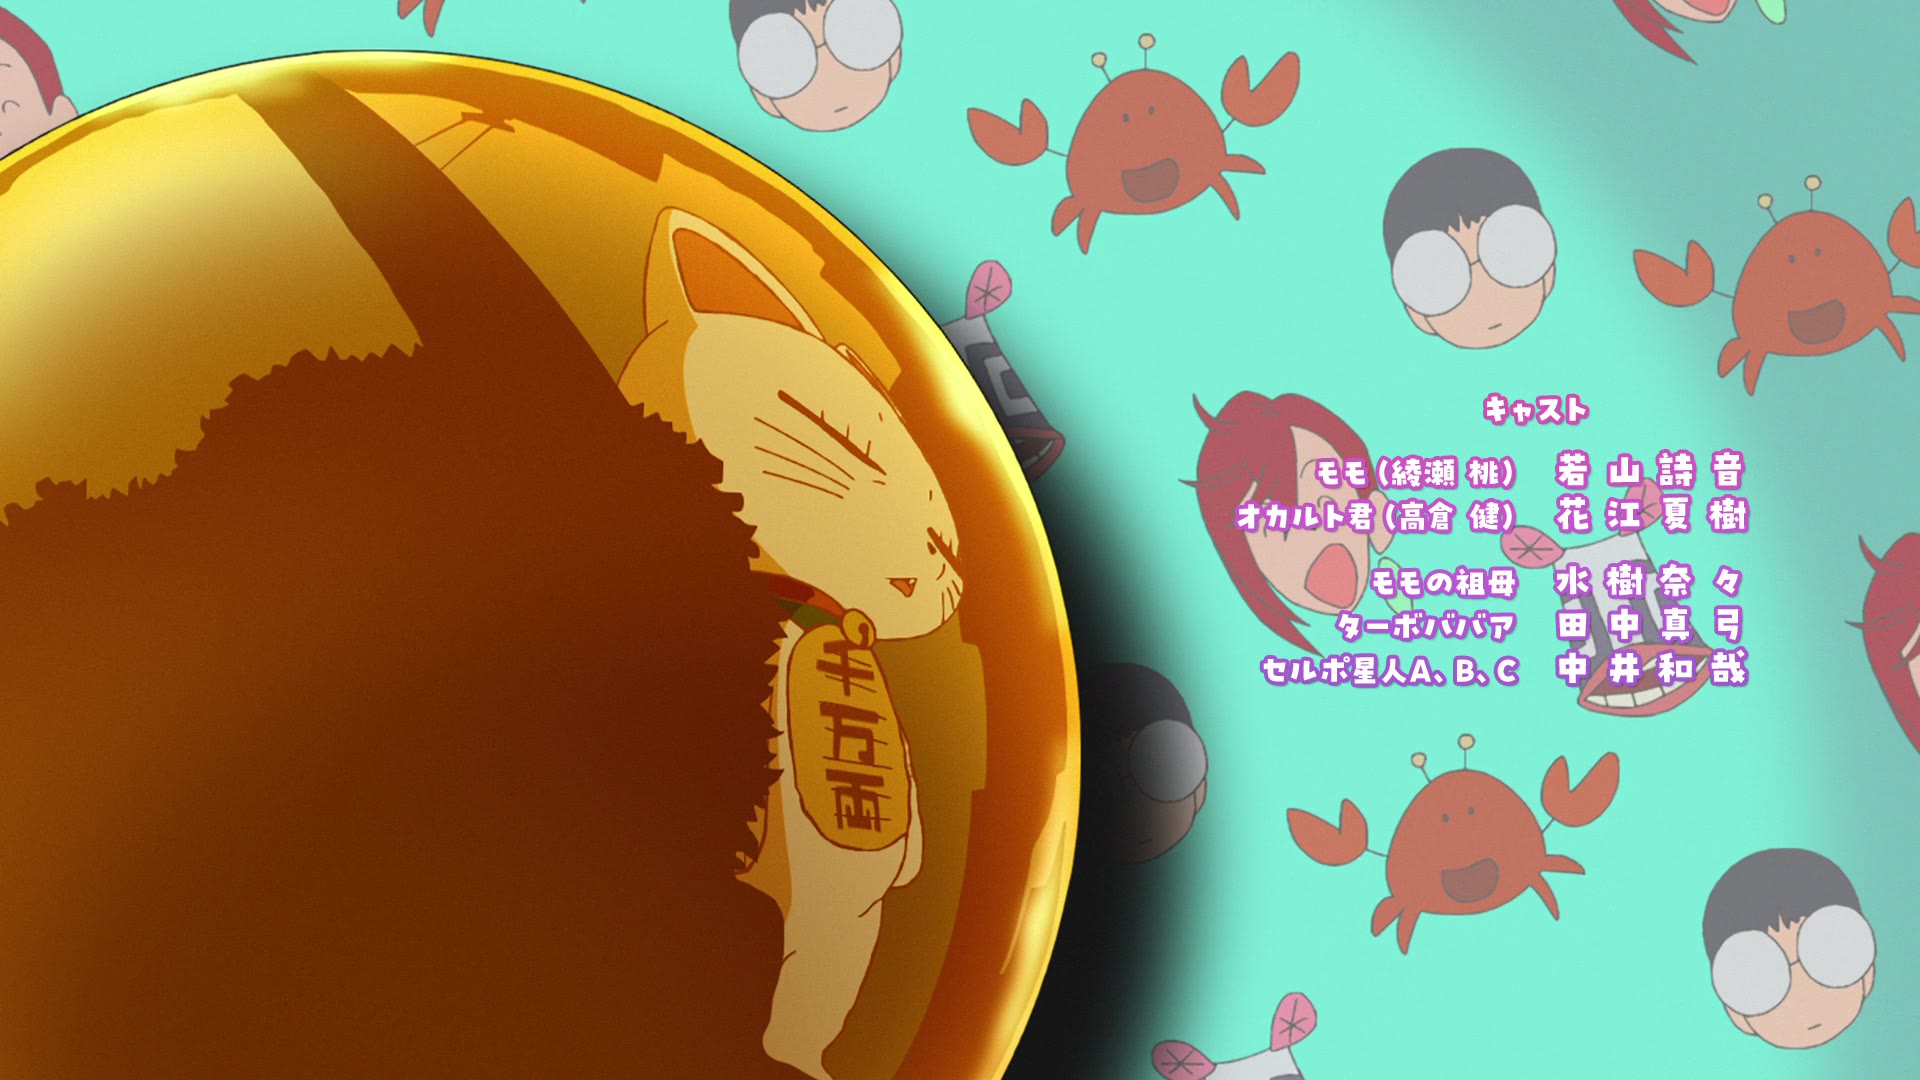 半万両
キャスト
モモ（綾瀬 桃） 若山詩音
オカルト君（高倉 健） 花江夏樹
モモの祖母 水樹奈々
ターボババア 田中真弓
セルポ星人A、B、C 中井和哉